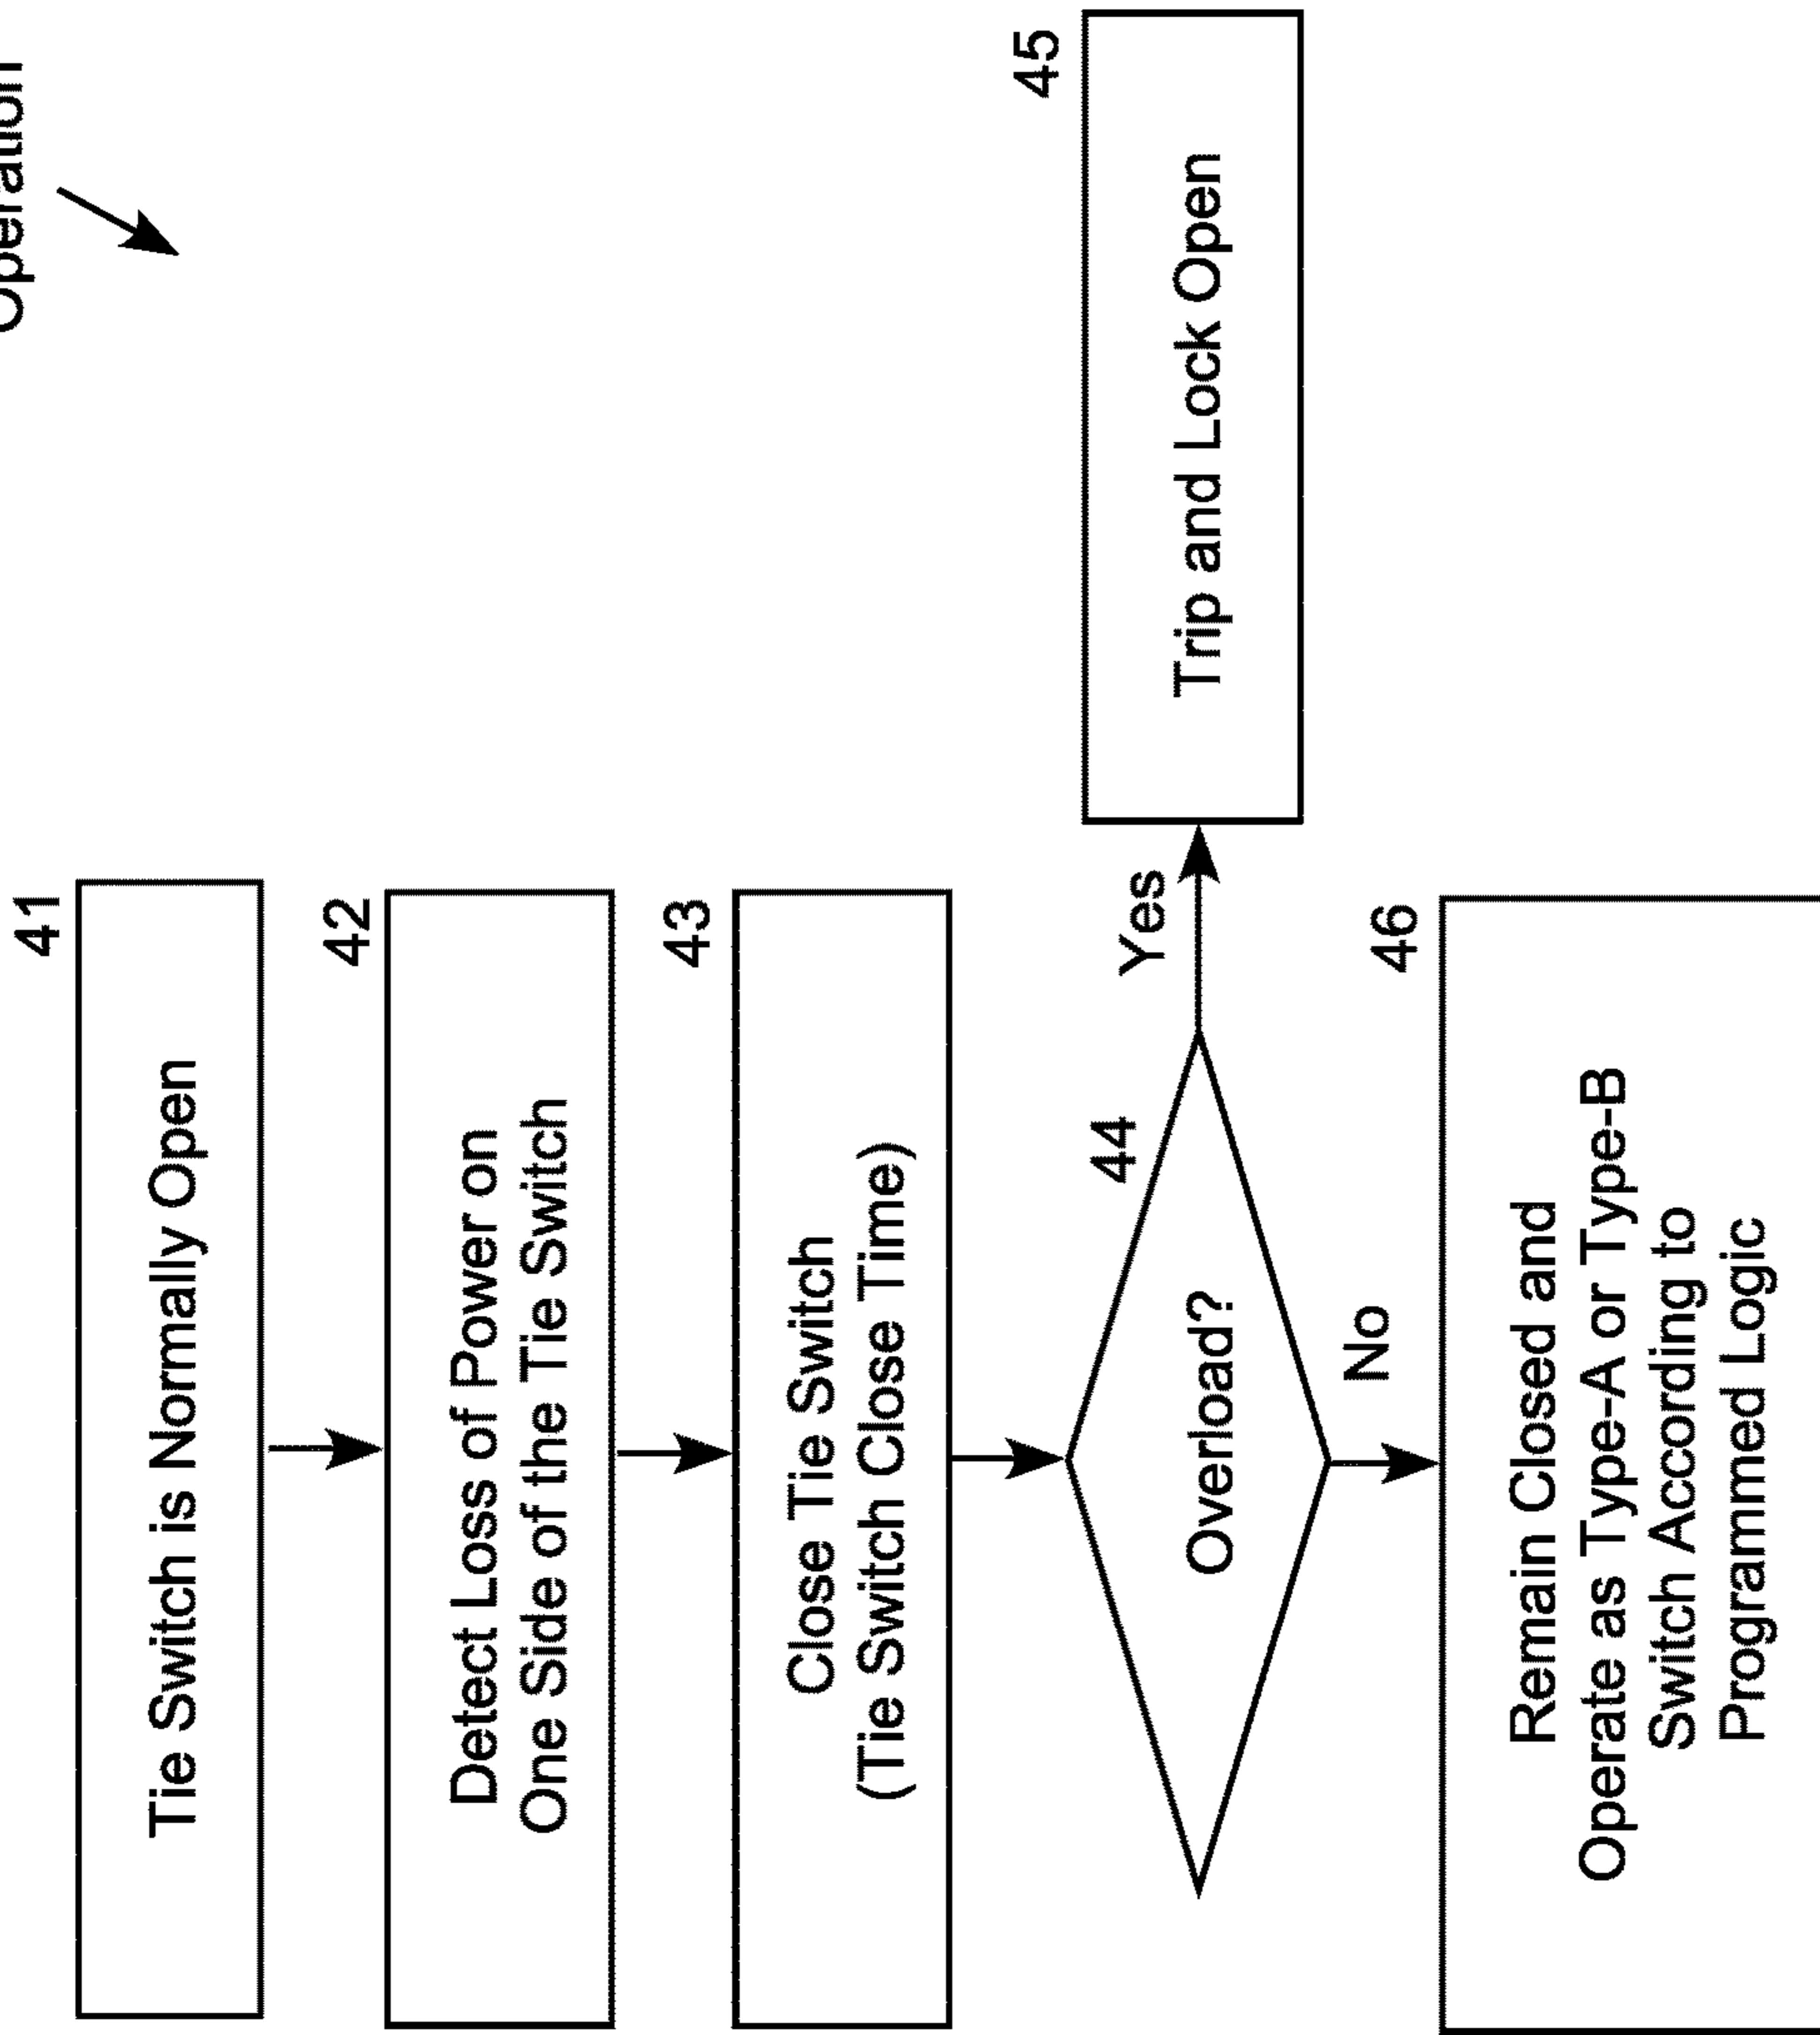 Operation
41
Tie Switch is Normally Open
42
Detect Loss of Power on
One Side of the Tie Switch
43
Close Tie Switch
(Tie Switch Close Time)
44
Overload?
Yes
45
Trip and Lock Open
No
46
Remain Closed and
Operate as Type-A or Type-B
Switch According to
Programmed Logic